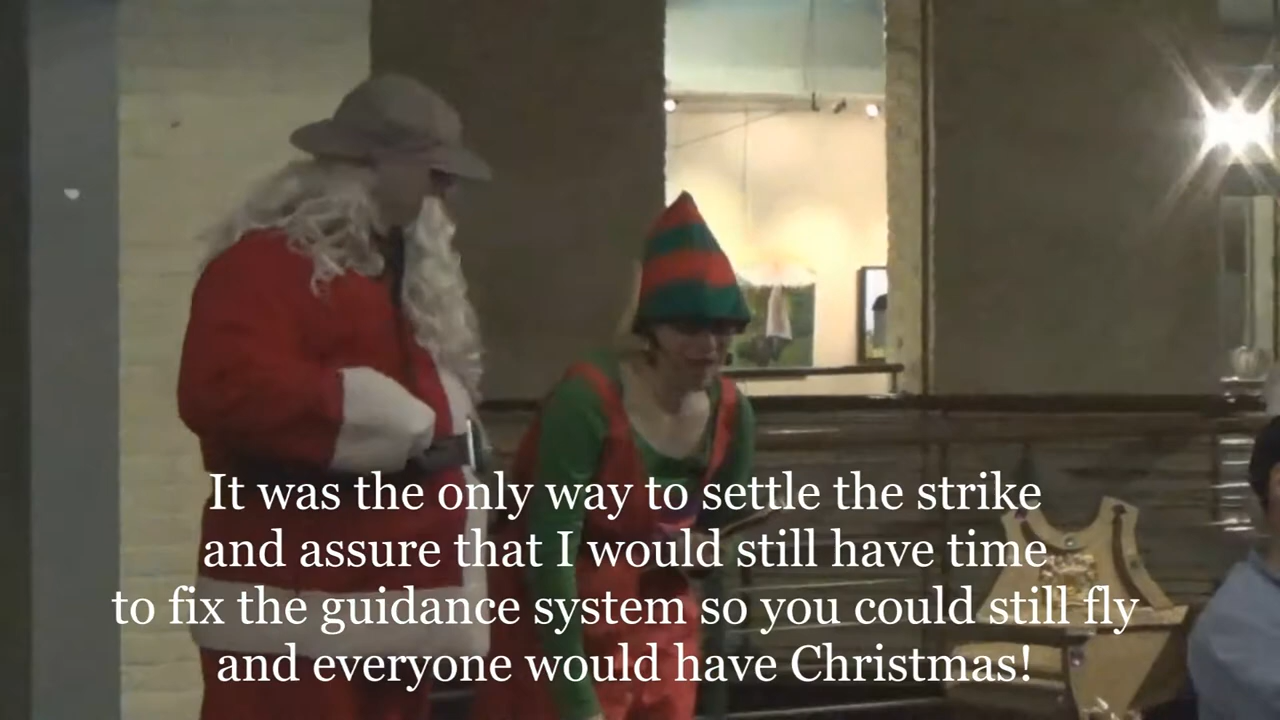 It was the only way to settle the strike
and assure that I would still have time
to fix the guidance system so you could still fly
and everyone would have Christmas!